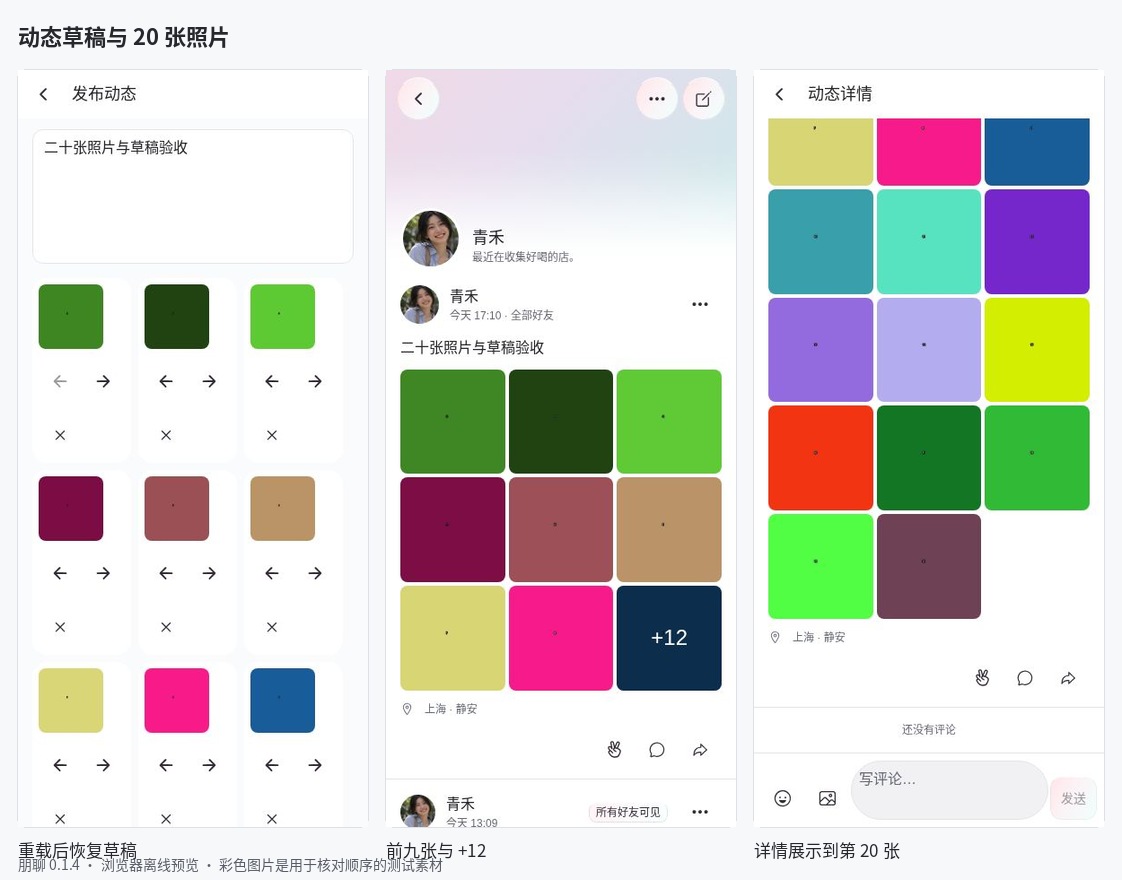 动态草稿与 20 张照片
发布动态
二十张照片与草稿验收
重载后恢复草稿
青禾
最近在收集好喝的店。
青禾
今天 17:10 · 全部好友
二十张照片与草稿验收
+12
上海 · 静安
青禾
今天 13:09
所有好友可见
前九张与 +12
动态详情
上海 · 静安
还没有评论
写评论…
发送
详情展示到第 20 张
朋聊 0.1.4 · 浏览器离线预览 · 彩色图片是用于核对顺序的测试素材